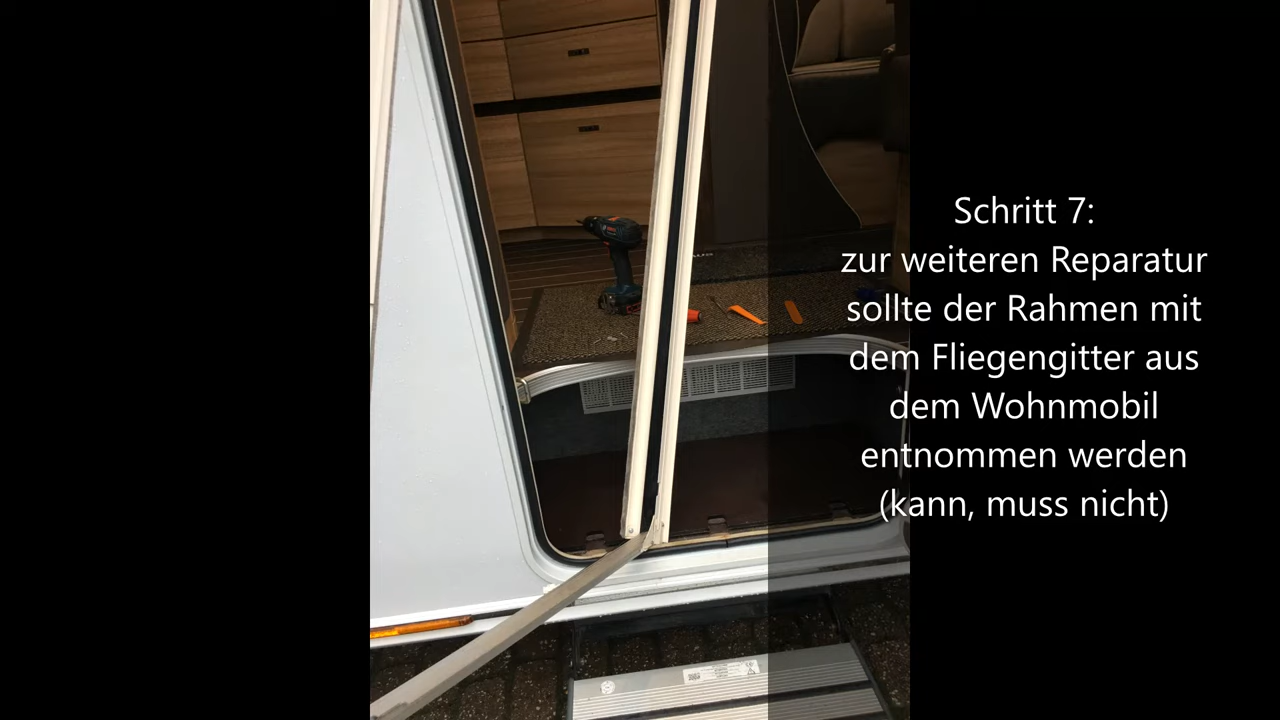 Schritt 7:
zur weiteren Reparatur
sollte der Rahmen mit
dem Fliegengitter aus
dem Wohnmobil
entnommen werden
(kann, muss nicht)